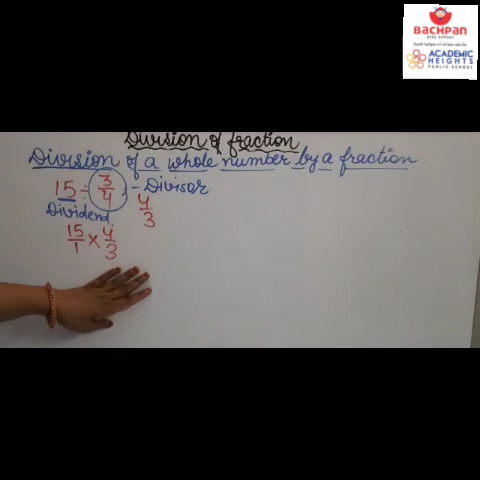 BACHPAN
play school
ACADEMIC
HEIGHTS
PUBLIC SCHOOL
Division of fraction
Division of a whole number by a fraction
15 ÷ 3/4 - Divisor
Dividend 4/3
15/1 × 4/3